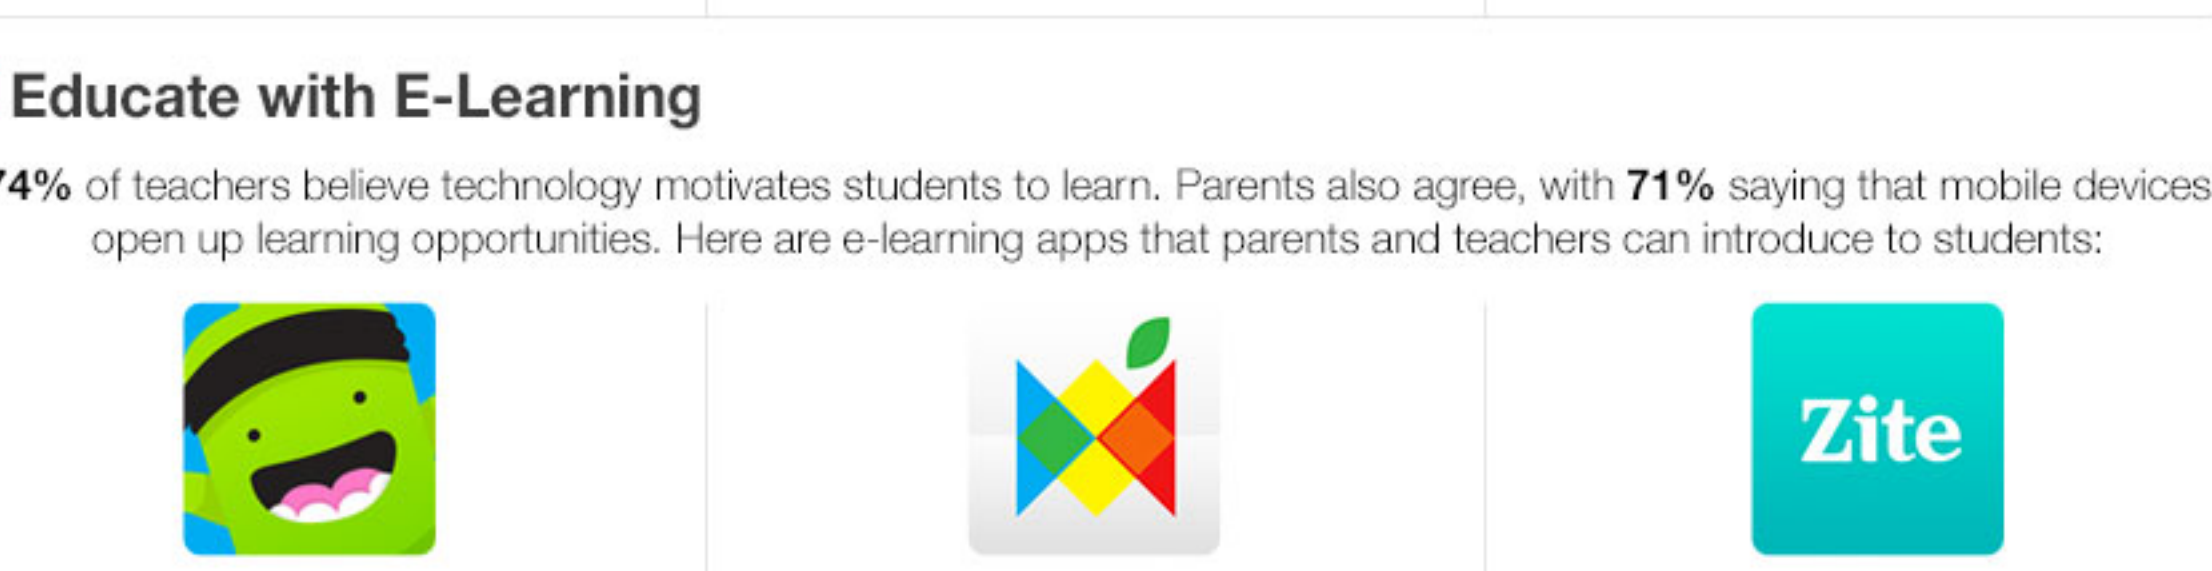 Educate with E-Learning
74% of teachers believe technology motivates students to learn. Parents also agree, with 71% saying that mobile devices
open up learning opportunities. Here are e-learning apps that parents and teachers can introduce to students:
Zite